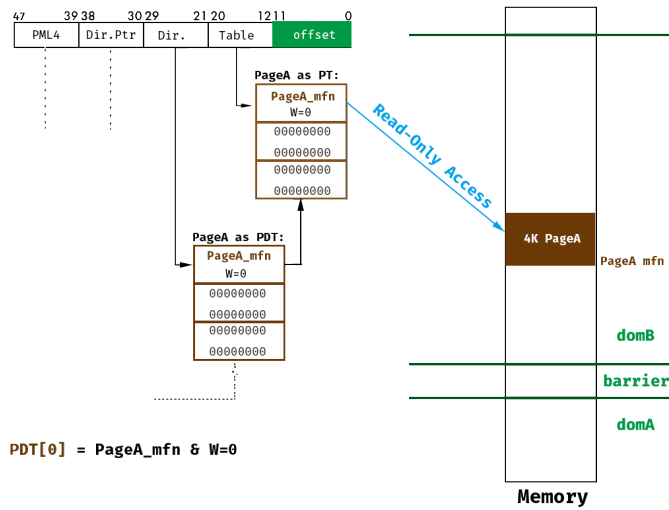 47 39 38 30 29 21 20 12 11 0
PML4 Dir.Ptr Dir. Table offset
PageA as PT:
PageA_mfn
W=0
00000000
00000000
00000000
00000000
Read-Only Access
4K PageA
PageA mfn
PageA as PDT:
PageA_mfn
W=0
00000000
00000000
00000000
00000000
domB
barrier
domA
PDT[0] = PageA_mfn & W=0
Memory